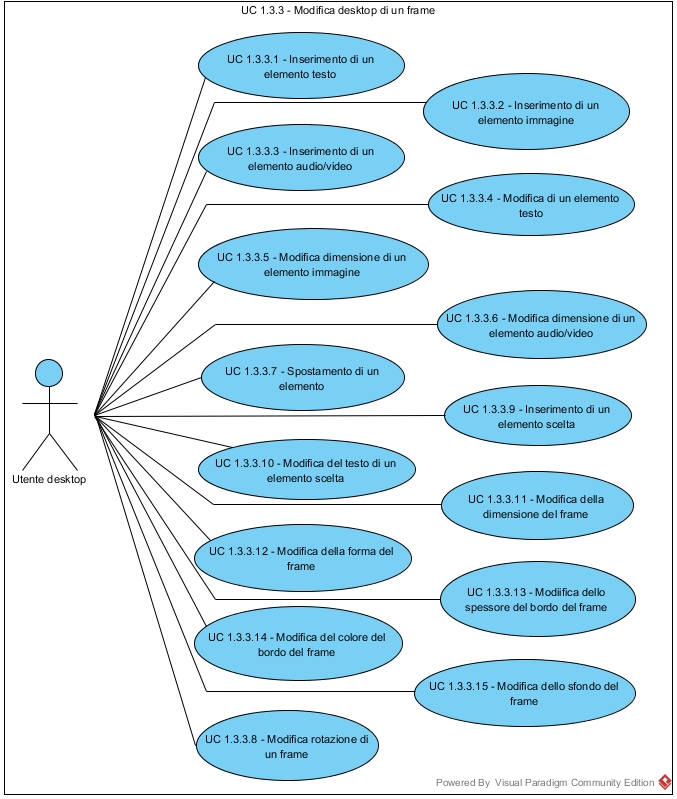 UC 1.3.3 - Modifica desktop di un frame
UC 1.3.3.1 - Inserimento di un
elemento testo
UC 1.3.3.2 - Inserimento di un
elemento immagine
UC 1.3.3.3 - Inserimento di un
elemento audio/video
UC 1.3.3.4 - Modifica di un elemento
testo
UC 1.3.3.5 - Modifica dimensione di un
elemento immagine
UC 1.3.3.6 - Modifica dimensione di un
elemento audio/video
UC 1.3.3.7 - Spostamento di un
elemento
UC 1.3.3.9 - Inserimento di un
elemento scelta
UC 1.3.3.10 - Modifica del testo di un
elemento scelta
Utente desktop
UC 1.3.3.11 - Modifica della
dimensione del frame
UC 1.3.3.12 - Modifica della forma del
frame
UC 1.3.3.13 - Modiifica dello
spessore del bordo del frame
UC 1.3.3.14 - Modifica del colore del
bordo del frame
UC 1.3.3.15 - Modifica dello sfondo del
frame
UC 1.3.3.8 - Modifica rotazione di
un frame
Powered By Visual Paradigm Community Edition